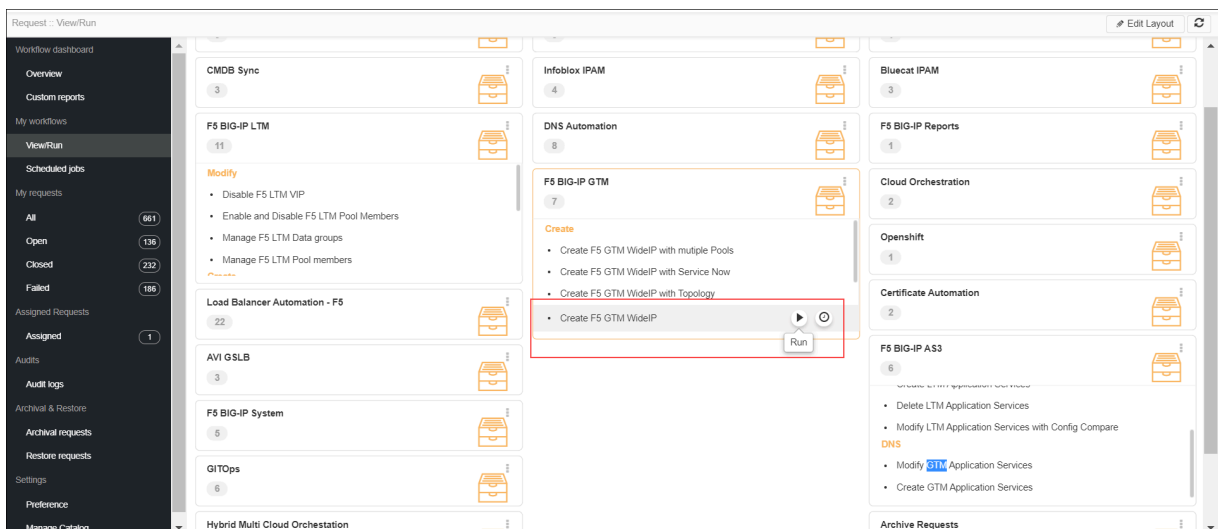 Request :: View/Run
Edit Layout
Workflow dashboard
Overview
Custom reports
My workflows
View/Run
Scheduled jobs
My requests
All
661
Open
136
Closed
232
Failed
186
Assigned Requests
Assigned
1
Audits
Audit logs
Archival & Restore
Archival requests
Restore requests
Settings
Preference
Manage Catalog
CMDB Sync
3
F5 BIG-IP LTM
11
Modify
• Disable F5 LTM VIP
• Enable and Disable F5 LTM Pool Members
• Manage F5 LTM Data groups
• Manage F5 LTM Pool members
Create
Load Balancer Automation - F5
22
AVI GSLB
3
F5 BIG-IP System
5
GITOps
6
Hybrid Multi Cloud Orchestation
Infoblox IPAM
4
DNS Automation
8
F5 BIG-IP GTM
7
Create
• Create F5 GTM WideIP with mutiple Pools
• Create F5 GTM WideIP with Service Now
• Create F5 GTM WideIP with Topology
• Create F5 GTM WideIP
Run
Bluecat IPAM
3
F5 BIG-IP Reports
1
Cloud Orchestration
2
Openshift
1
Certificate Automation
2
F5 BIG-IP AS3
6
Create LTM Application Services
• Delete LTM Application Services
• Modify LTM Application Services with Config Compare
DNS
• Modify GTM Application Services
• Create GTM Application Services
Archive Requests